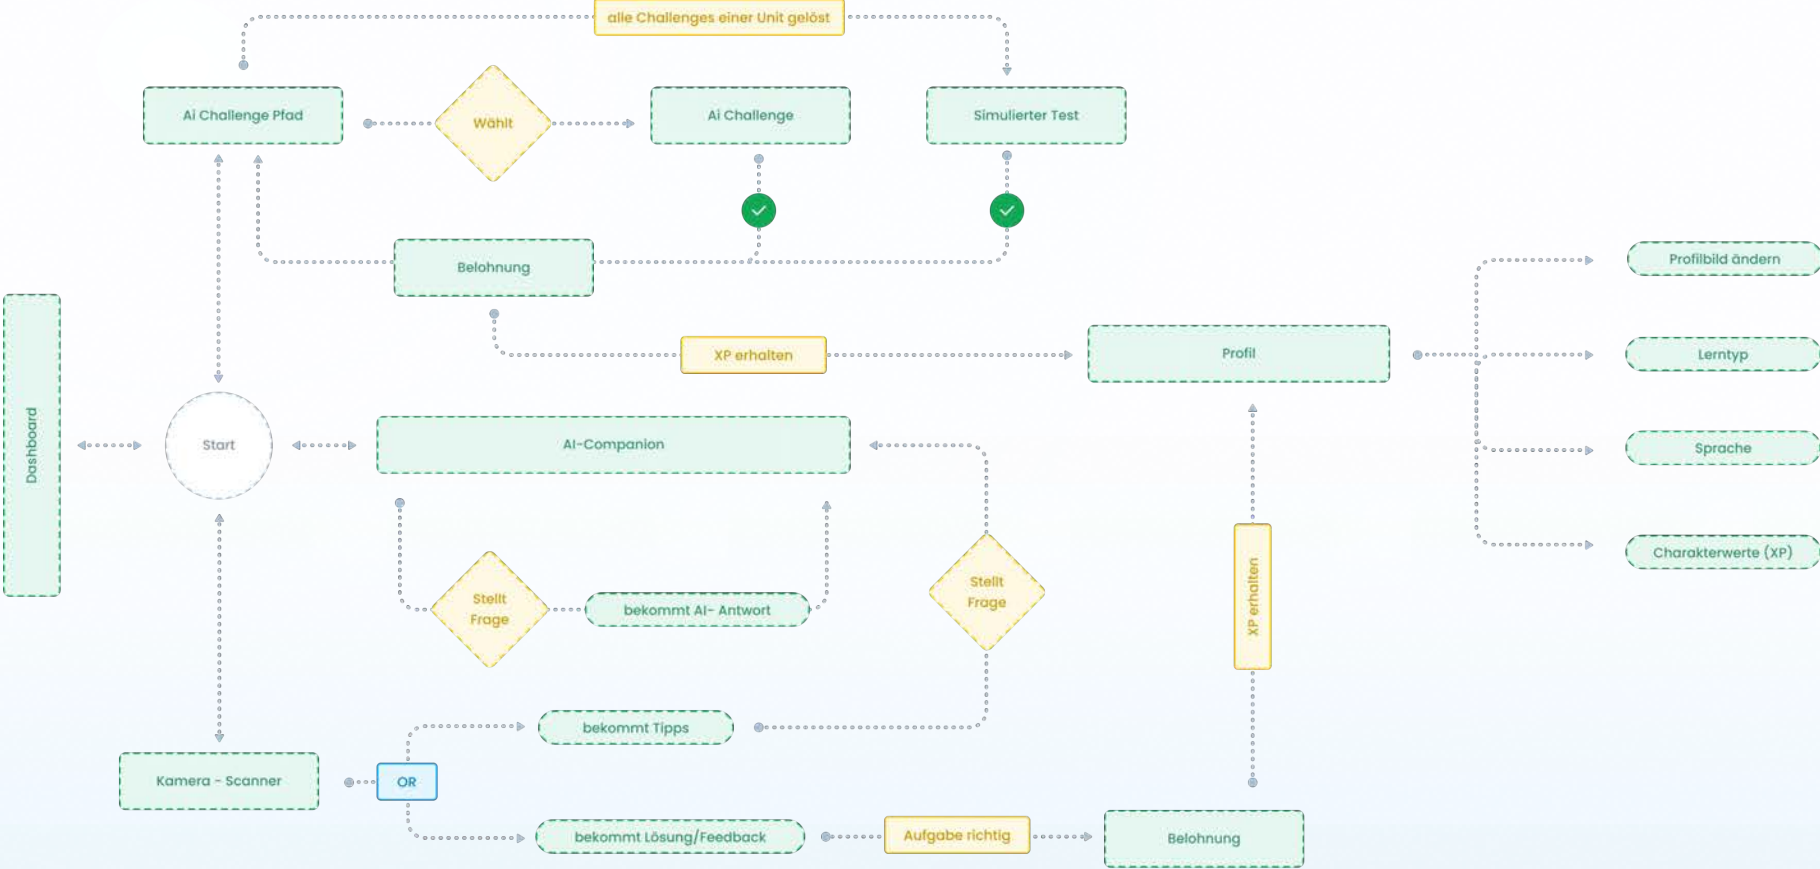 alle Challenges einer Unit gelöst
Ai Challenge Pfad
Wählt
Ai Challenge
Simulierter Test
Belohnung
Profilbild ändern
XP erhalten
Profil
Lerntyp
Dashboard
Start
AI-Companion
Sprache
Stellt
Frage
bekommt AI- Antwort
Stellt
Frage
XP erhalten
Charakterwerte (XP)
bekommt Tipps
Kamera - Scanner
OR
bekommt Lösung/Feedback
Aufgabe richtig
Belohnung